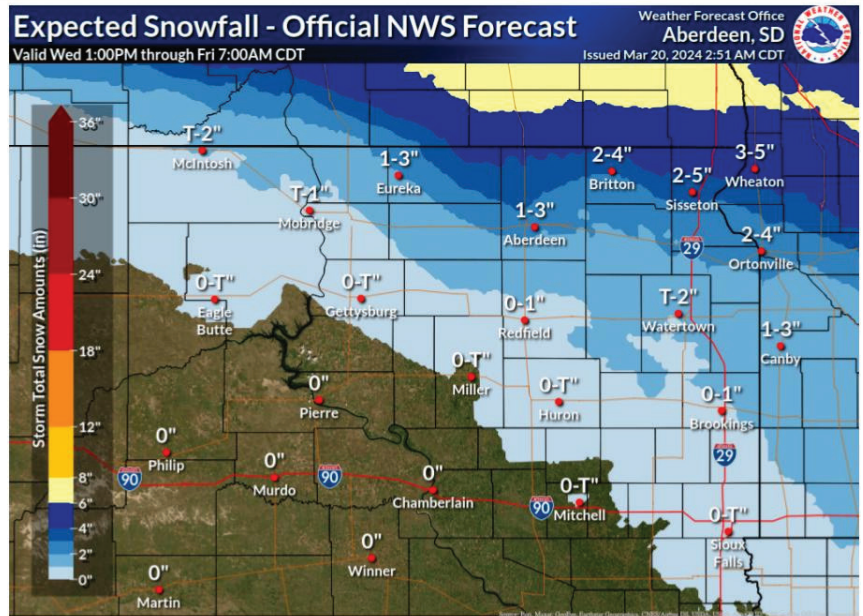 Expected Snowfall - Official NWS Forecast
Valid Wed 1:00PM through Fri 7:00AM CDT
Weather Forecast Office
Aberdeen, SD
Issued Mar 20, 2024 2:51 AM CDT
NATIONAL WEATHER SERVICE
Storm Total Snow Amounts (in)
36"
30"
24"
18"
12"
8"
6"
4"
2"
0"
T-2"
McIntosh
1-3"
Eureka
2-4"
Britton
3-5"
Wheaton
2-5"
Sisseton
T-1"
Mobridge
1-3"
Aberdeen
29
2-4"
Ortonville
0-T"
Eagle
Butte
0-T"
Gettysburg
0-1"
Redfield
T-2"
Watertown
1-3"
Canby
0-T"
Miller
0"
Pierre
0-T"
Huron
0-1"
Brookings
0"
Philip
90
0"
Murdo
90
0"
Chamberlain
90
0-T"
Mitchell
29
0-T"
Sioux
Falls
0"
Winner
0"
Martin